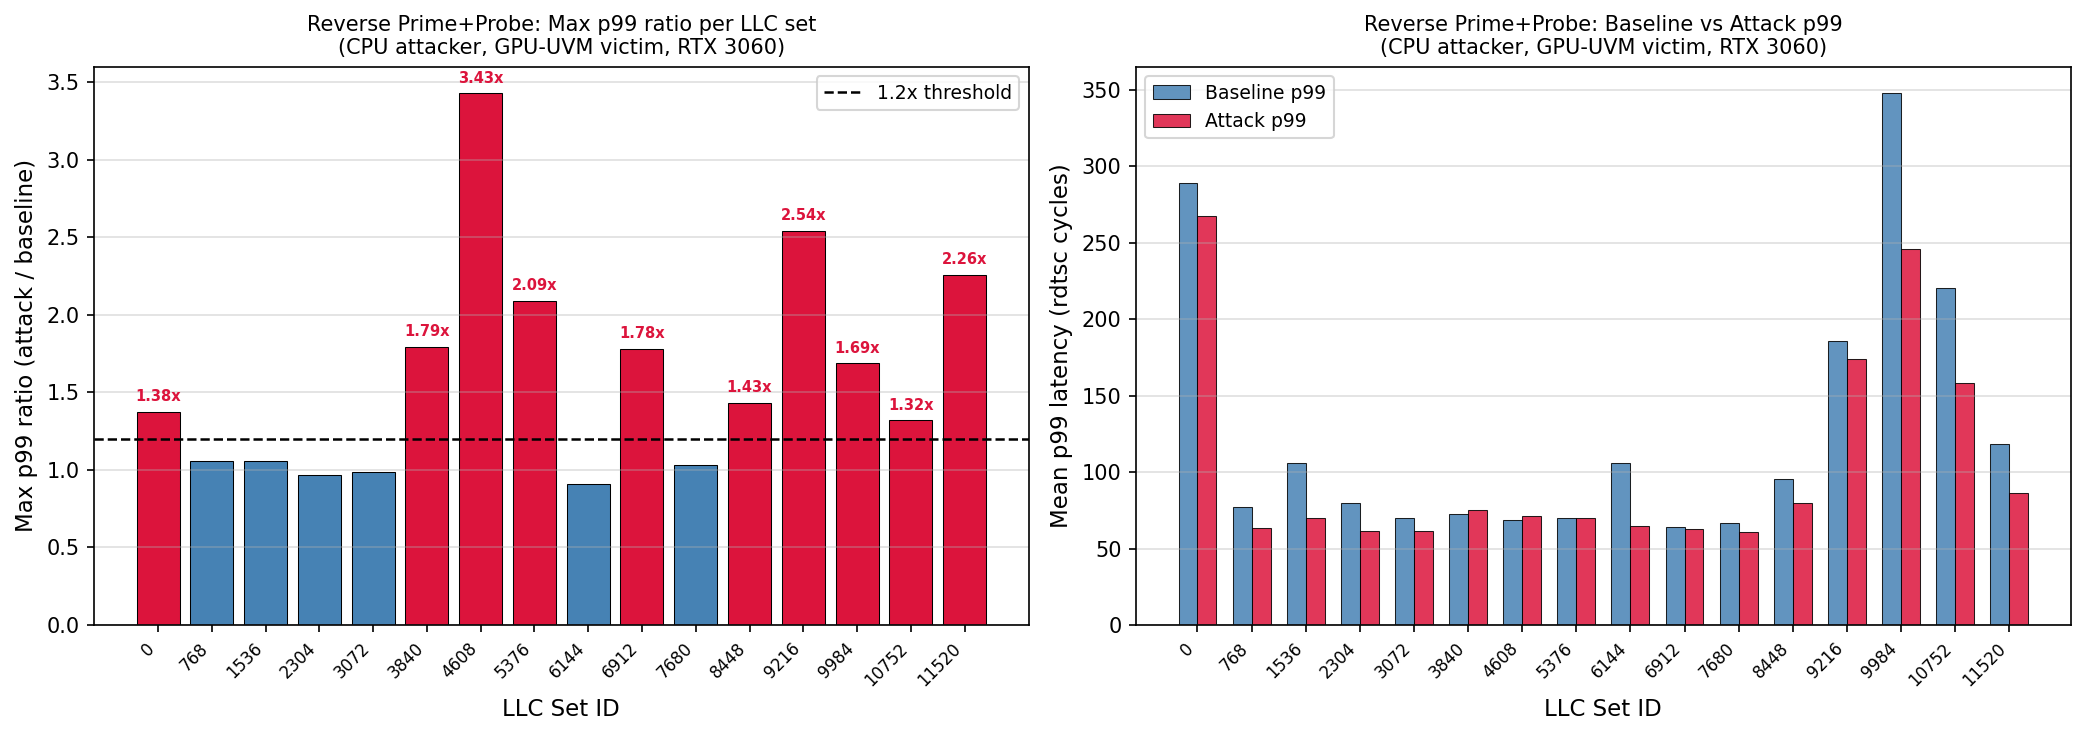 Reverse Prime+Probe: Max p99 ratio per LLC set
(CPU attacker, GPU-UVM victim, RTX 3060)
Max p99 ratio (attack / baseline)
3.5
3.0
2.5
2.0
1.5
1.0
0.5
0.0
1.2x threshold
1.38x
1.79x
3.43x
2.09x
1.78x
1.43x
2.54x
1.69x
1.32x
2.26x
0
768
1536
2304
3072
3840
4608
5376
6144
6912
7680
8448
9216
9984
10752
11520
LLC Set ID
Reverse Prime+Probe: Baseline vs Attack p99
(CPU attacker, GPU-UVM victim, RTX 3060)
Mean p99 latency (rdtsc cycles)
350
300
250
200
150
100
50
0
Baseline p99
Attack p99
0
768
1536
2304
3072
3840
4608
5376
6144
6912
7680
8448
9216
9984
10752
11520
LLC Set ID